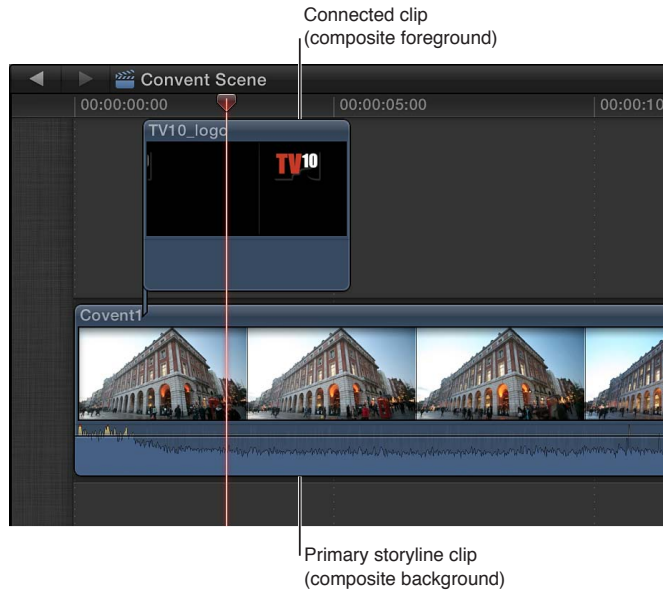 Connected clip
(composite foreground)
Convent Scene
00:00:00:00
00:00:05:00
00:00:10
TV10_logo
TV10
Covent1
Primary storyline clip
(composite background)